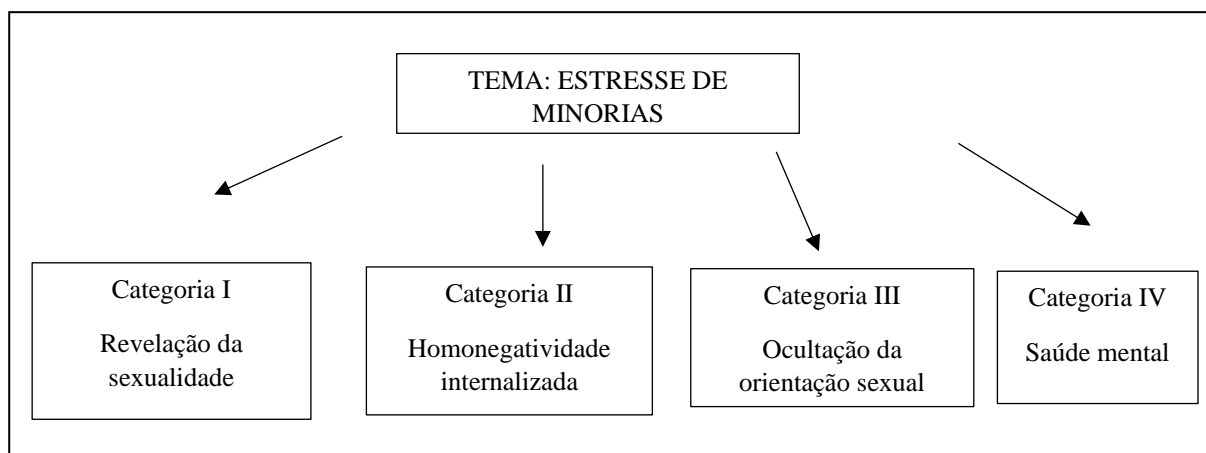 TEMA: ESTRESSE DE
MINORIAS
Categoria I
Revelação da
sexualidade
Categoria II
Homonegatividade
internalizada
Categoria III
Ocultação da
orientação sexual
Categoria IV
Saúde mental